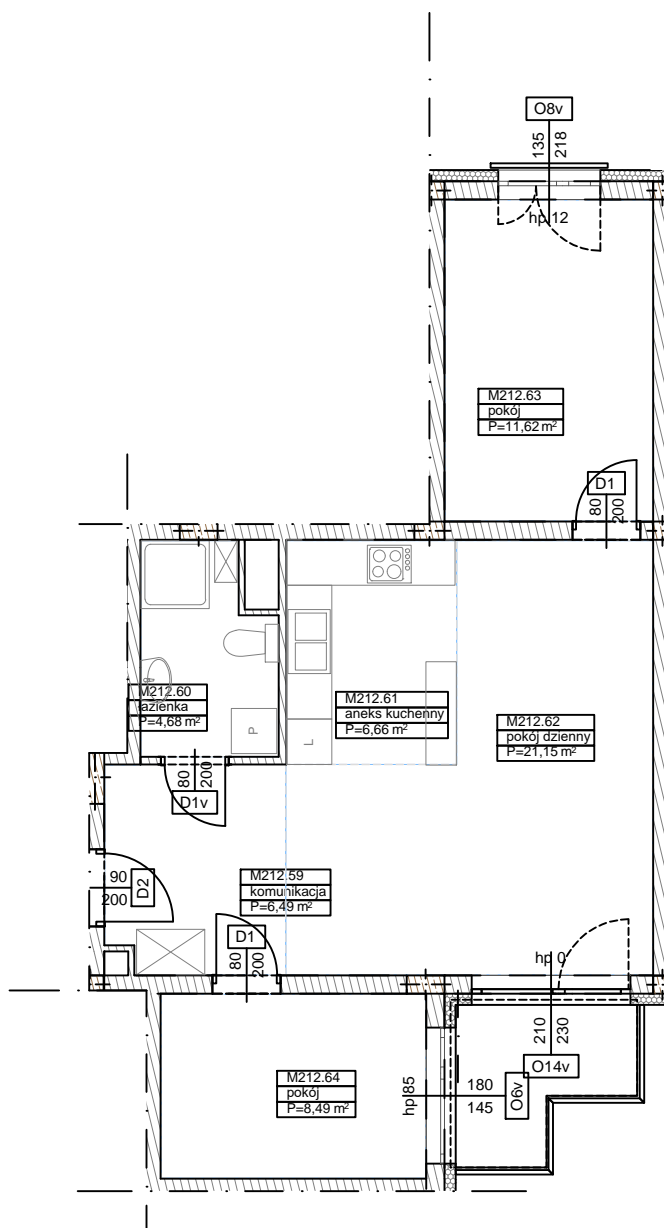 O8v
135
218
hp 12
M212.63
pokój
P=11,62 m²
D1
80
200
M212.60
łazienka
P=4,68 m²
P
M212.61
aneks kuchenny
P=6,66 m²
L
M212.62
pokój dzienny
P=21,15 m²
80
200
D1v
90
200
D2
M212.59
komunikacja
P=6,49 m²
D1
80
200
hp 0
210
230
O14v
M212.64
pokój
P=8,49 m²
hp 85
180
145
O6v